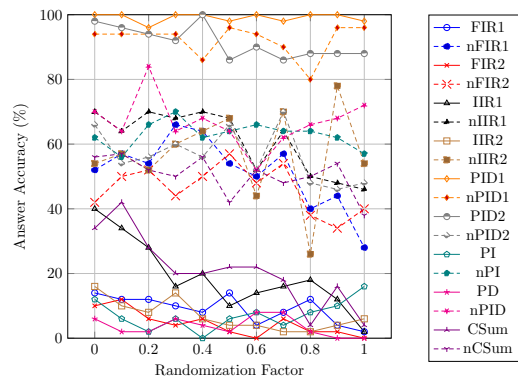 100
80
60
40
20
0
Answer Accuracy (%)
0
0.2
0.4
0.6
0.8
1
Randomization Factor
FIR1
nFIR1
FIR2
nFIR2
IIR1
nIIR1
IIR2
nIIR2
PID1
nPID1
PID2
nPID2
PI
nPI
PD
nPID
CSum
nCSum